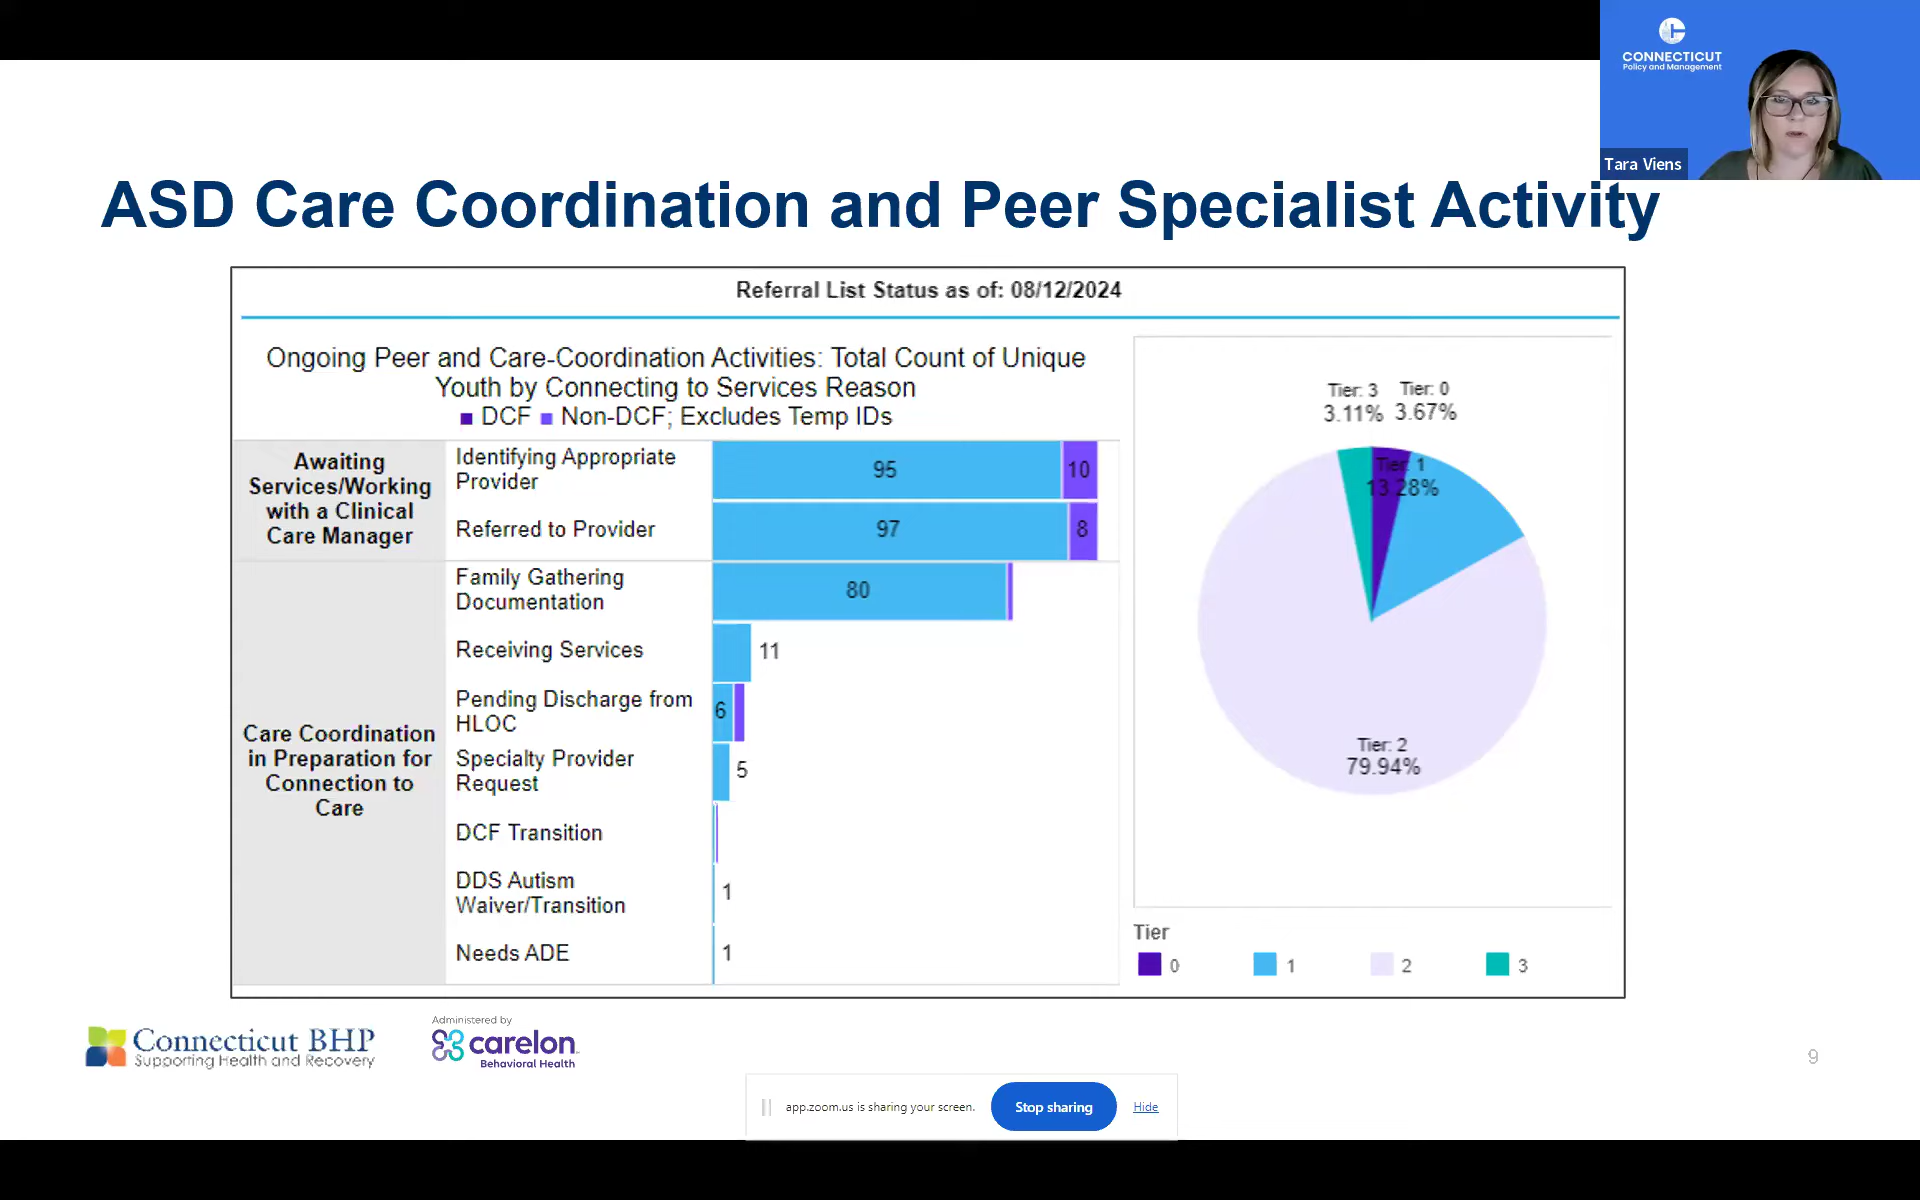 CONNECTICUT
Policy and Management
Tara Viens
ASD Care Coordination and Peer Specialist Activity
Referral List Status as of: 08/12/2024
Ongoing Peer and Care-Coordination Activities: Total Count of Unique
Youth by Connecting to Services Reason
DCF Non-DCF; Excludes Temp IDs
Awaiting
Services/Working
with a Clinical
Care Manager
Identifying Appropriate
Provider
95
10
Referred to Provider
97
8
Care Coordination
in Preparation for
Connection to
Care
Family Gathering
Documentation
80
Receiving Services
11
Pending Discharge from
HLOC
6
Specialty Provider
Request
5
DCF Transition
DDS Autism
Waiver/Transition
1
Needs ADE
1
Tier: 3
3.11%
Tier: 0
3.67%
Tier: 1
13.28%
Tier: 2
79.94%
Tier
0
1
2
3
Connecticut BHP
Supporting Health and Recovery
Administered by
carelon
Behavioral Health
9
app.zoom.us is sharing your screen.
Stop sharing
Hide